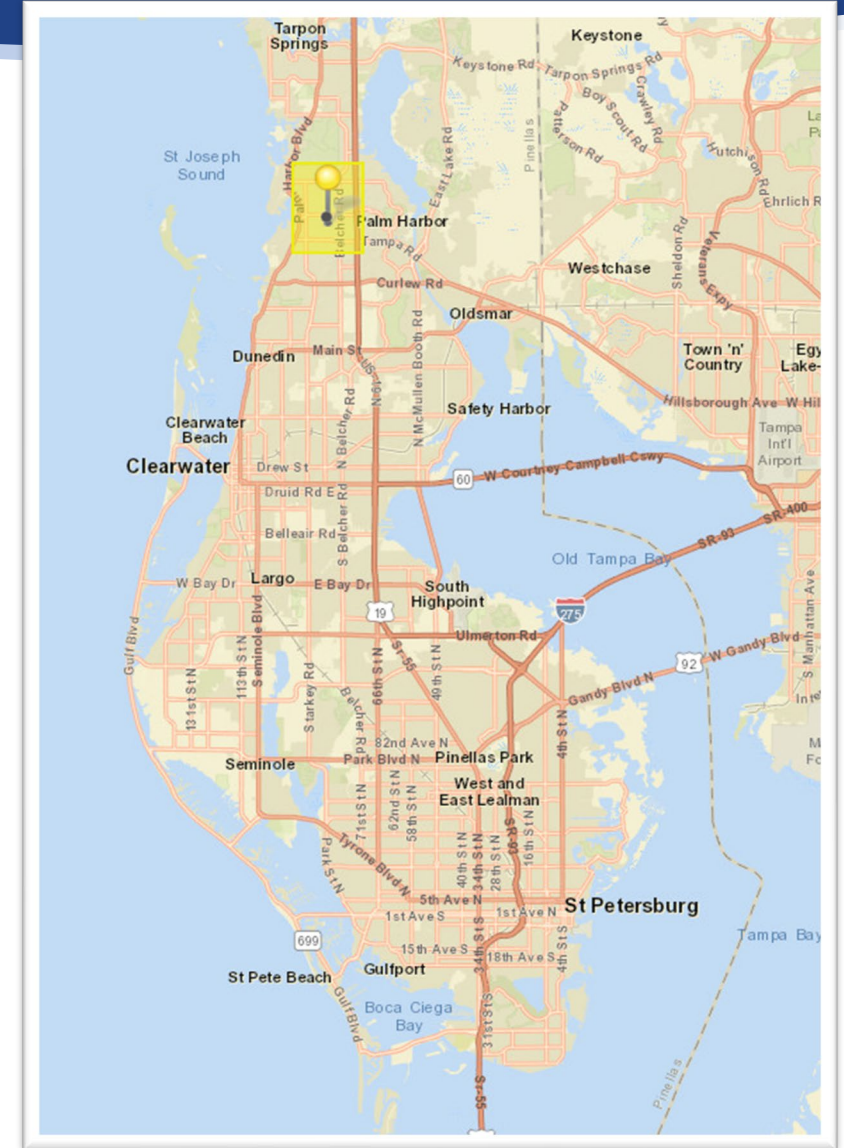 Tarpon
Springs
Keystone
Keystone Rd
Tarpon Springs Rd
Boy Scout Rd
Crawley Rd
Patterson Rd
Pinellas
Hutchison Rd
St Joseph
Sound
Harbor Blvd
East Lake Rd
Ehrlich R
Belcher Rd
Palm Harbor
Tampa Rd
Sheldon Rd
Veterans Expy
Westchase
Curlew Rd
Oldsmar
Dunedin
Main St
N McMullen Booth Rd
Town 'n'
Country
Egy
Lake-
N Belcher Rd
Safety Harbor
Hillsborough Ave
W Hil
Clearwater
Beach
Tampa
Int'l
Airport
Clearwater
Drew St
60
W Courtney Campbell Cswy
Druid Rd E
S Belcher Rd
SR-400
SR-93
Belleair Rd
Old Tampa Bay
W Bay Dr
Largo
E Bay Dr
South
Highpoint
19
275
S Manhattan Ave
Gulf Blvd
Seminole Blvd
Ulmerton Rd
W Gandy Blvd
92
113th St N
131st St N
Starkey Rd
66th St N
Sr-55
49th St N
Gandy Blvd N
Belcher Rd
4th St N
82nd Ave N
Seminole
Park Blvd N
Pinellas Park
West and
East Lealman
71st St N
62nd St N
58th St N
SR-93
16th St N
40th St N
34th St N
28th St N
Tyrone Blvd N
Park St N
5th Ave N
St Petersburg
1st Ave S
1st Ave N
699
15th Ave S
34th St S
18th Ave S
4th St S
Tampa Bay
St Pete Beach
Gulfport
Gulf Blvd
Boca Ciega
Bay
31st St S
Sr-55
Pinellas